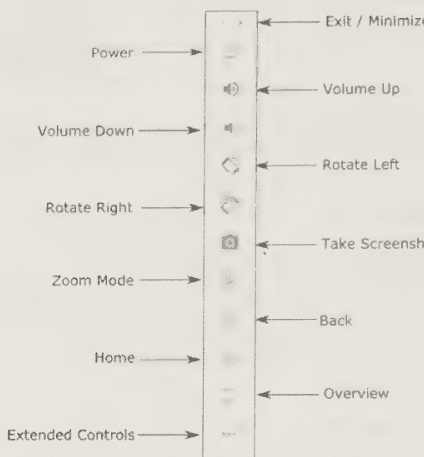 Exit / Minimize
Power
Volume Up
Volume Down
Rotate Left
Rotate Right
Take Screensh
Zoom Mode
Back
Home
Overview
Extended Controls